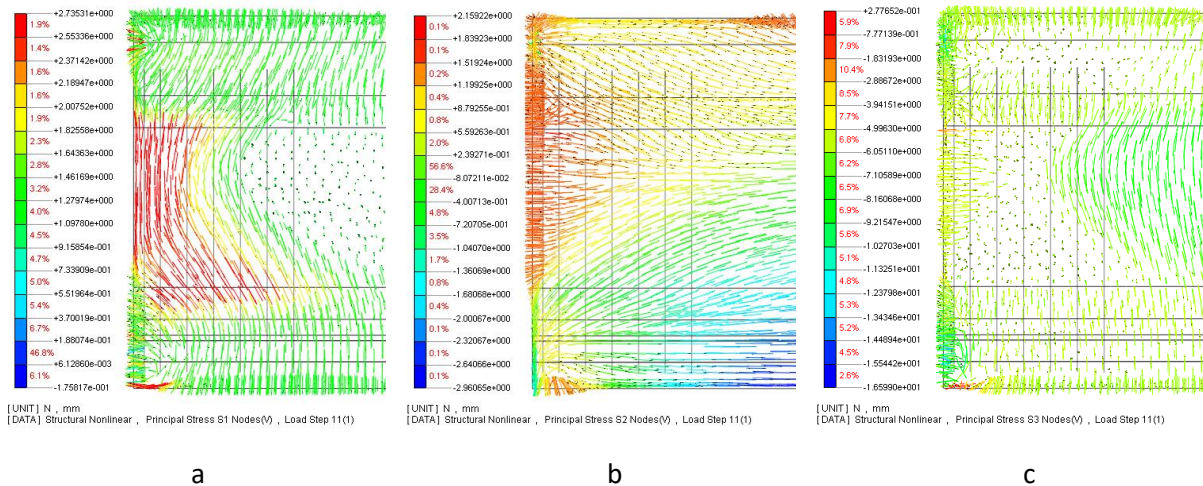 +2.73531e+000
1.9%
+2.55336e+000
1.4%
+2.37142e+000
1.6%
+2.18947e+000
1.6%
+2.00752e+000
1.9%
+1.82558e+000
2.3%
+1.64363e+000
2.8%
+1.46169e+000
3.2%
+1.27974e+000
4.0%
+1.09780e+000
4.5%
+9.15854e-001
4.7%
+7.33909e-001
5.0%
+5.51964e-001
5.4%
+3.70019e-001
6.7%
+1.88074e-001
46.8%
+6.12860e-003
6.1%
-1.75817e-001
[UNIT] N , mm
[DATA] Structural Nonlinear , Principal Stress S1 Nodes(V) , Load Step 11(1)
a
+2.15922e+000
0.1%
+1.83923e+000
0.1%
+1.51924e+000
0.2%
+1.19925e+000
0.4%
+8.79255e-001
0.8%
+5.59263e-001
2.0%
+2.39271e-001
56.6%
-8.07211e-002
28.4%
-4.00713e-001
4.8%
-7.20705e-001
3.5%
-1.04070e+000
1.7%
-1.36069e+000
0.8%
-1.68068e+000
0.4%
-2.00067e+000
0.1%
-2.32067e+000
0.1%
-2.64066e+000
0.1%
-2.96065e+000
[UNIT] N , mm
[DATA] Structural Nonlinear , Principal Stress S2 Nodes(V) , Load Step 11(1)
b
+2.77652e-001
5.9%
-7.77139e-001
7.9%
-1.83193e+000
10.4%
-2.88672e+000
8.5%
-3.94151e+000
7.7%
-4.99630e+000
6.8%
-6.05110e+000
6.2%
-7.10589e+000
6.5%
-8.16068e+000
6.9%
-9.21547e+000
5.6%
-1.02703e+001
5.1%
-1.13251e+001
4.8%
-1.23798e+001
5.3%
-1.34346e+001
5.2%
-1.44894e+001
4.5%
-1.55442e+001
2.6%
-1.65990e+001
[UNIT] N , mm
[DATA] Structural Nonlinear , Principal Stress S3 Nodes(V) , Load Step 11(1)
c